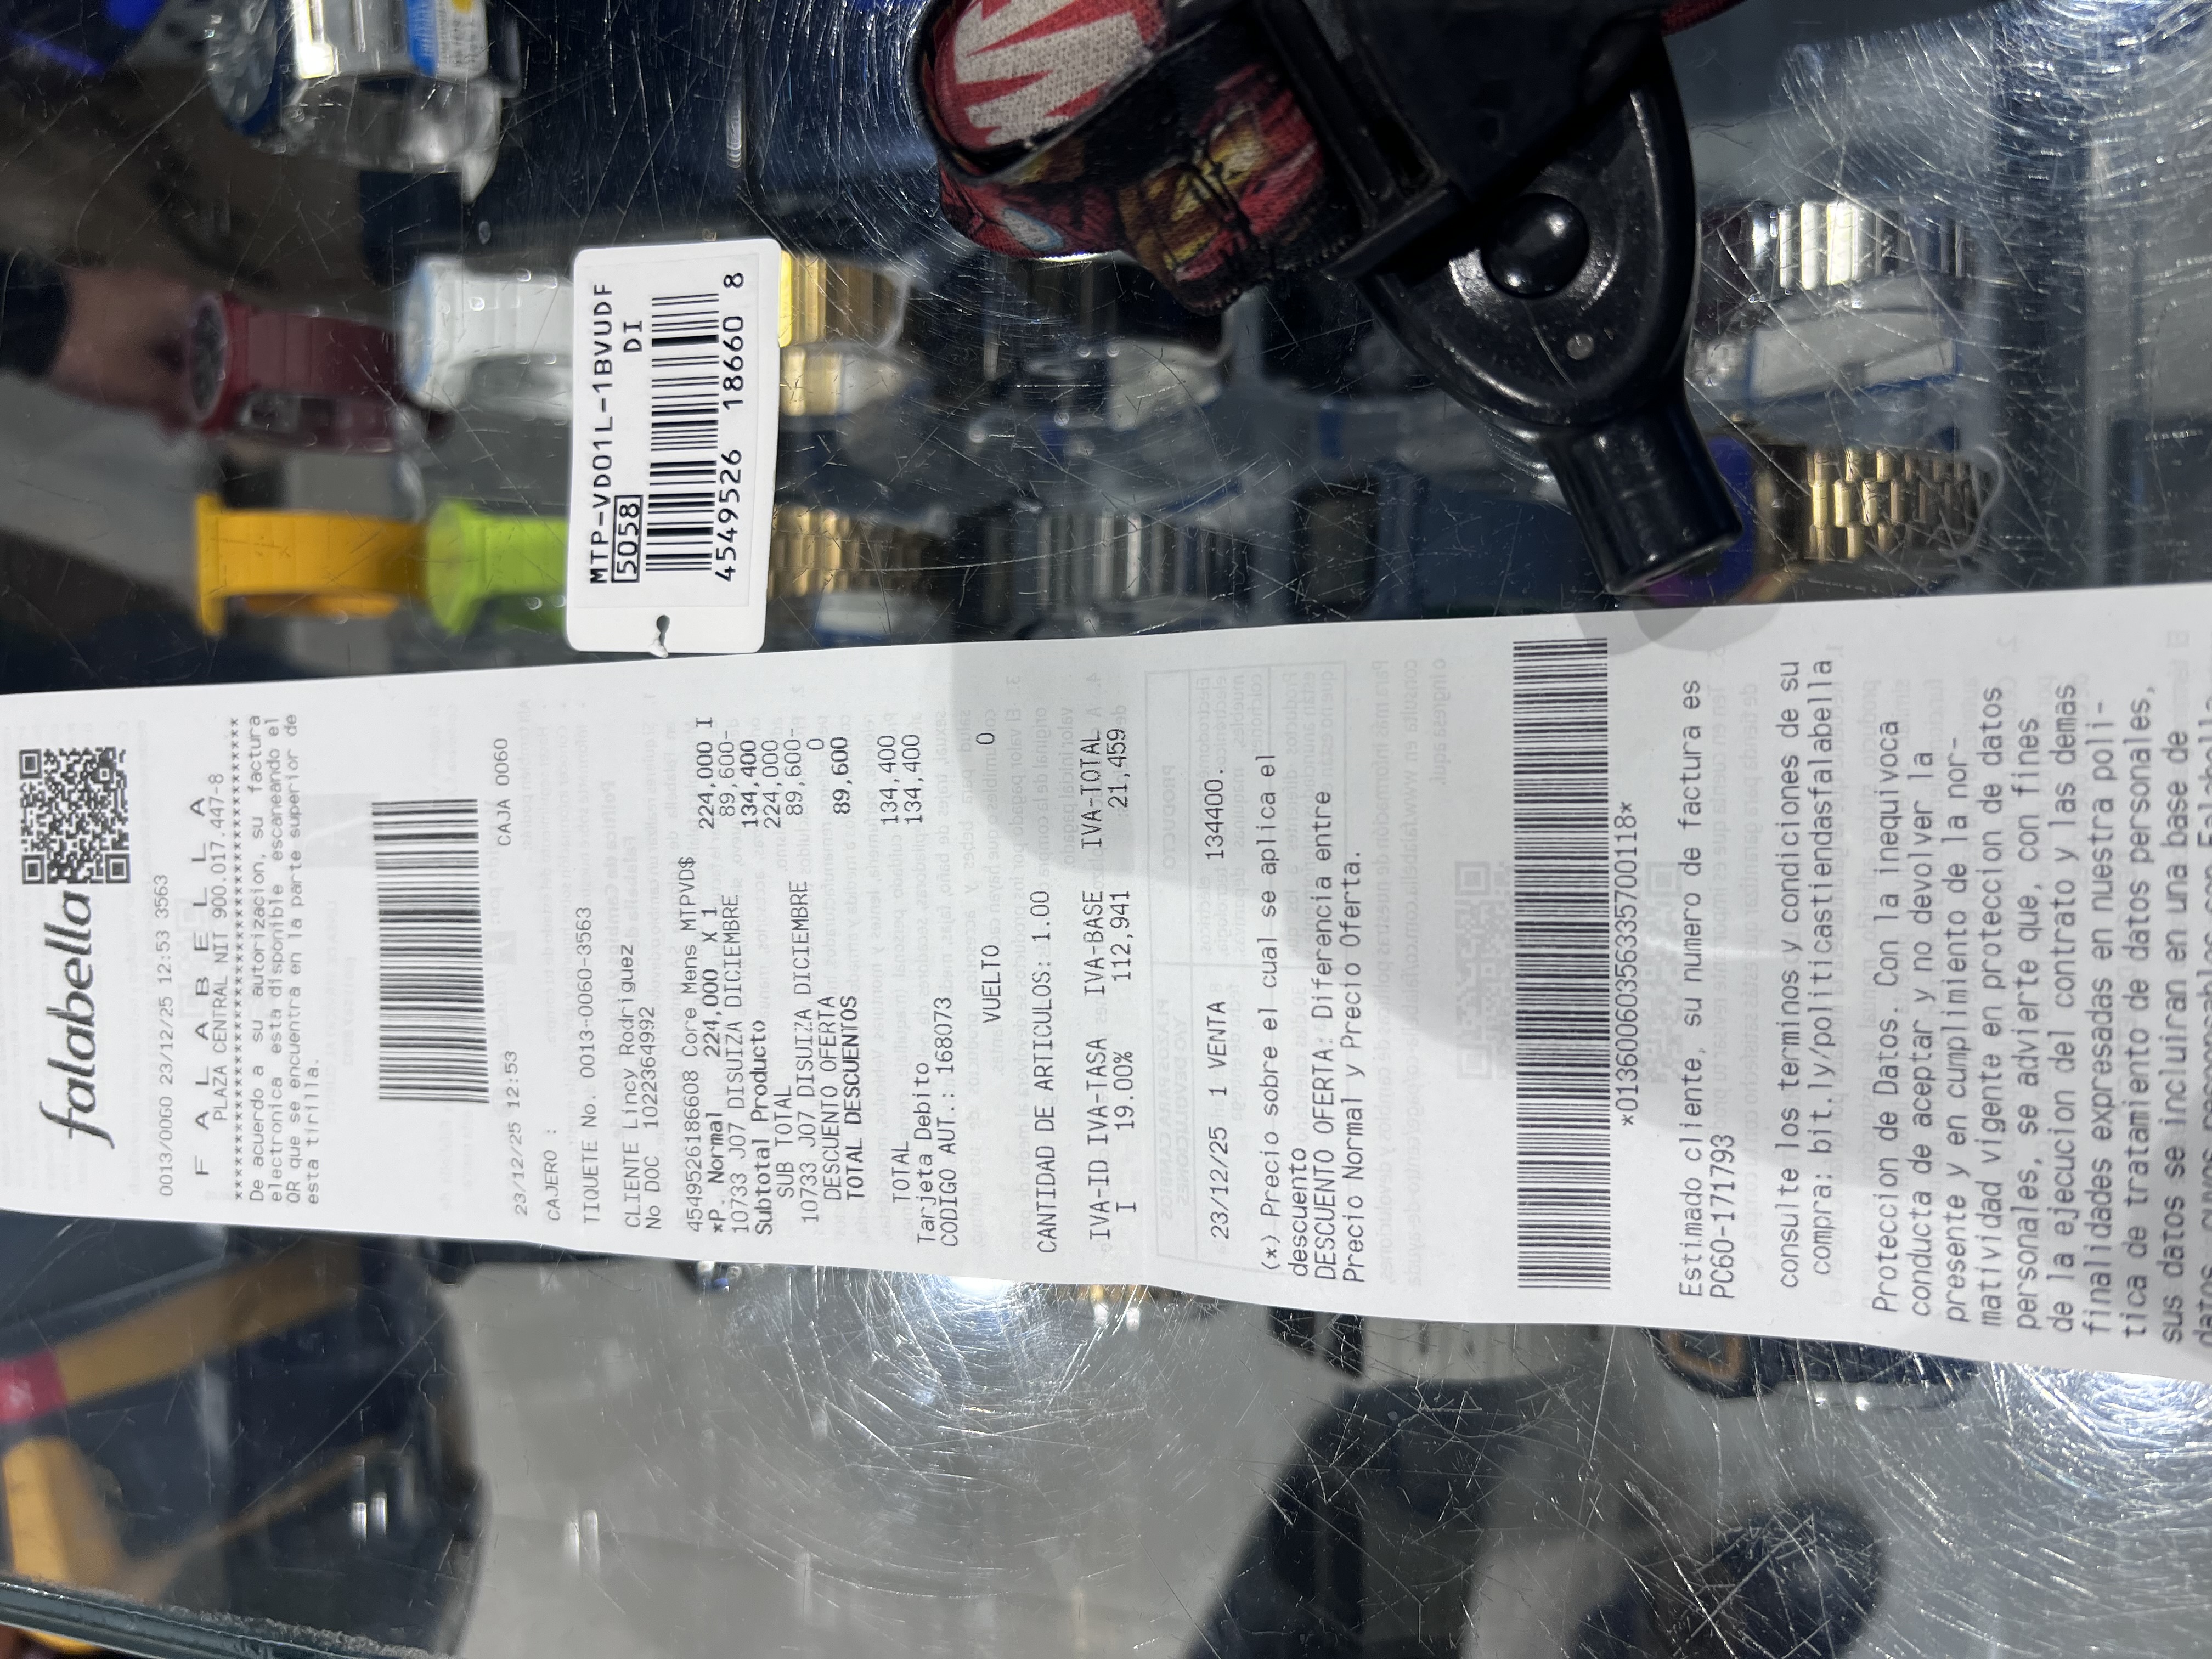 falabella
0013/0060 23/12/25 12:53 3563
F A L A B E L L A
PLAZA CENTRAL NIT 900.017.447-8
****************************************
De acuerdo a su autorizacion, su factura
electronica esta disponible escaneando el
QR que se encuentra en la parte superior de
esta tirilla.
23/12/25 12:53 CAJA 0060
CAJERO :
TIQUETE No. 0013-0060-3563
CLIENTE Lincy Rodriguez
No DOC 1022364992
4549526186608 Core Mens MTPVD$
*P. Normal 224,000 X 1 224,000 I
10733 J07 DISUIZA DICIEMBRE 89,600-
Subtotal Producto 134,400
SUB TOTAL 224,000
10733 J07 DISUIZA DICIEMBRE 89,600-
DESCUENTO OFERTA 0
TOTAL DESCUENTOS 89,600
TOTAL 134,400
Tarjeta Debito 134,400
CODIGO AUT.: 168073
VUELTO 0
CANTIDAD DE ARTICULOS: 1.00
IVA-ID IVA-TASA IVA-BASE IVA-TOTAL
I 19.00% 112,941 21,459
23/12/25 1 VENTA 134400.
(*) Precio sobre el cual se aplica el
descuento
DESCUENTO OFERTA: Diferencia entre
Precio Normal y Precio Oferta.
*01360060356335700118*
Estimado cliente, su numero de factura es
PC60-171793
consulte los terminos y condiciones de su
compra: bit.ly/politicastiendasfalabella
Proteccion de Datos. Con la inequivoca
conducta de aceptar y no devolver la
presente y en cumplimiento de la nor-
matividad vigente en proteccion de datos
personales, se advierte que, con fines
de la ejecucion del contrato y las demas
finalidades expresadas en nuestra poli-
tica de tratamiento de datos personales,
sus datos se incluiran en una base de
MTP-VD01L-1BVUDF
5058 DI
4549526 18660 8